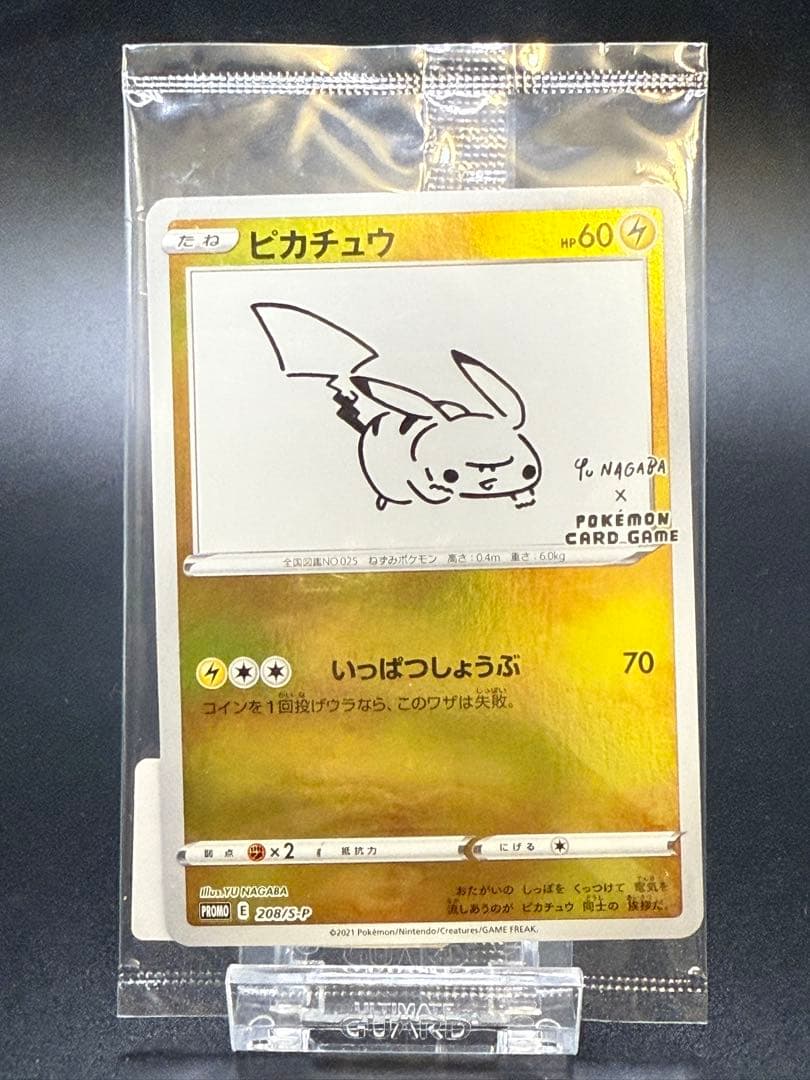 たね ピカチュウ HP60
YU NAGABA
×
POKÉMON
CARD GAME
全国図鑑NO.025 ねずみポケモン 高さ:0.4m 重さ:6.0kg
いっぱつしょうぶ 70
コインを1回投げウラなら、このワザは失敗。
弱点 ×2 抵抗力 にげる
Illus. YU NAGABA
おたがいの しっぽを くっつけて 電気を
流しあうのが ピカチュウ 同士の 挨拶だ。
PROMO E 208/S-P
©2021 Pokémon/Nintendo/Creatures/GAME FREAK.
ULTIMATE
GUARD